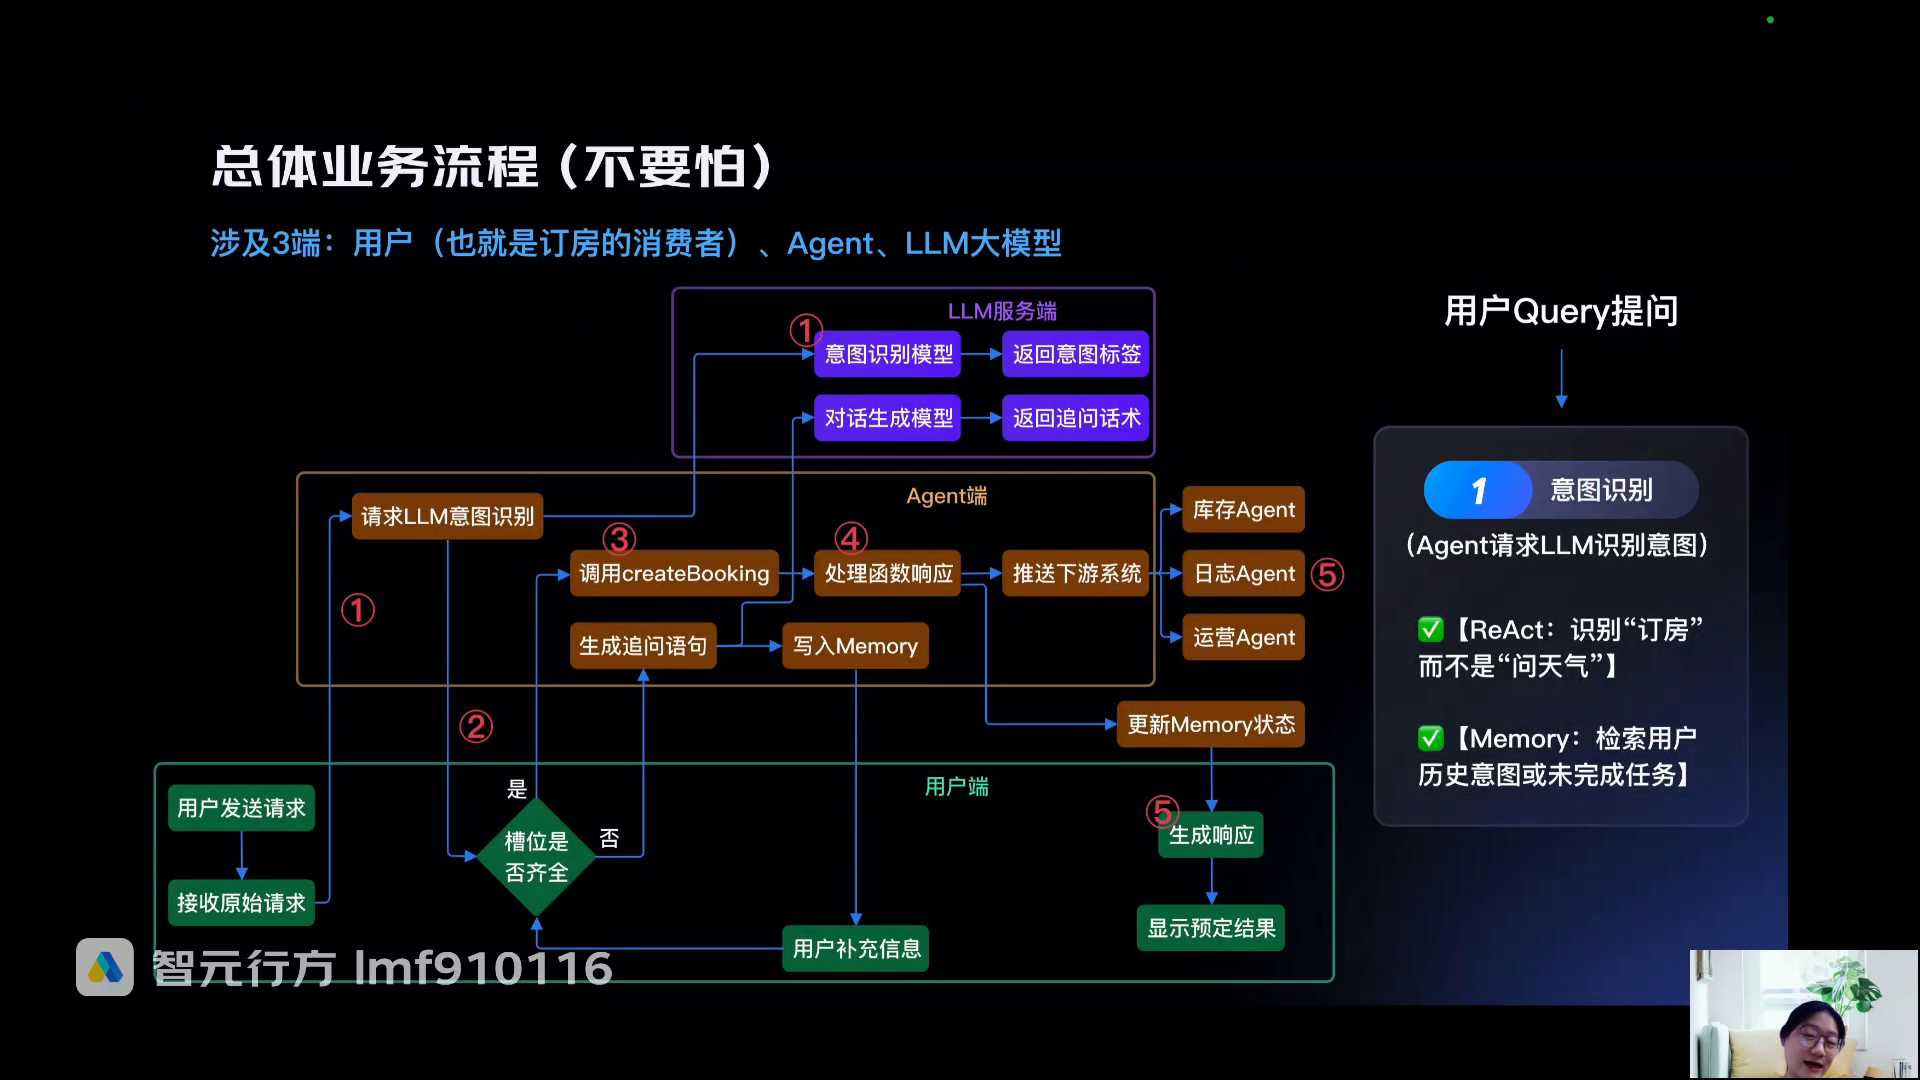 总体业务流程（不要怕）
涉及3端：用户（也就是订房的消费者）、Agent、LLM大模型
LLM服务端
①
意图识别模型
返回意图标签
对话生成模型
返回追问话术
Agent端
请求LLM意图识别
①
②
③
调用createBooking
④
处理函数响应
推送下游系统
生成追问语句
写入Memory
库存Agent
日志Agent
⑤
运营Agent
更新Memory状态
用户端
用户发送请求
接收原始请求
是
槽位是
否齐全
否
用户补充信息
⑤
生成响应
显示预定结果
用户Query提问
1
意图识别
（Agent请求LLM识别意图）
✅【ReAct：识别“订房”
而不是“问天气”】
✅【Memory：检索用户
历史意图或未完成任务】
智元行方 lmf910116